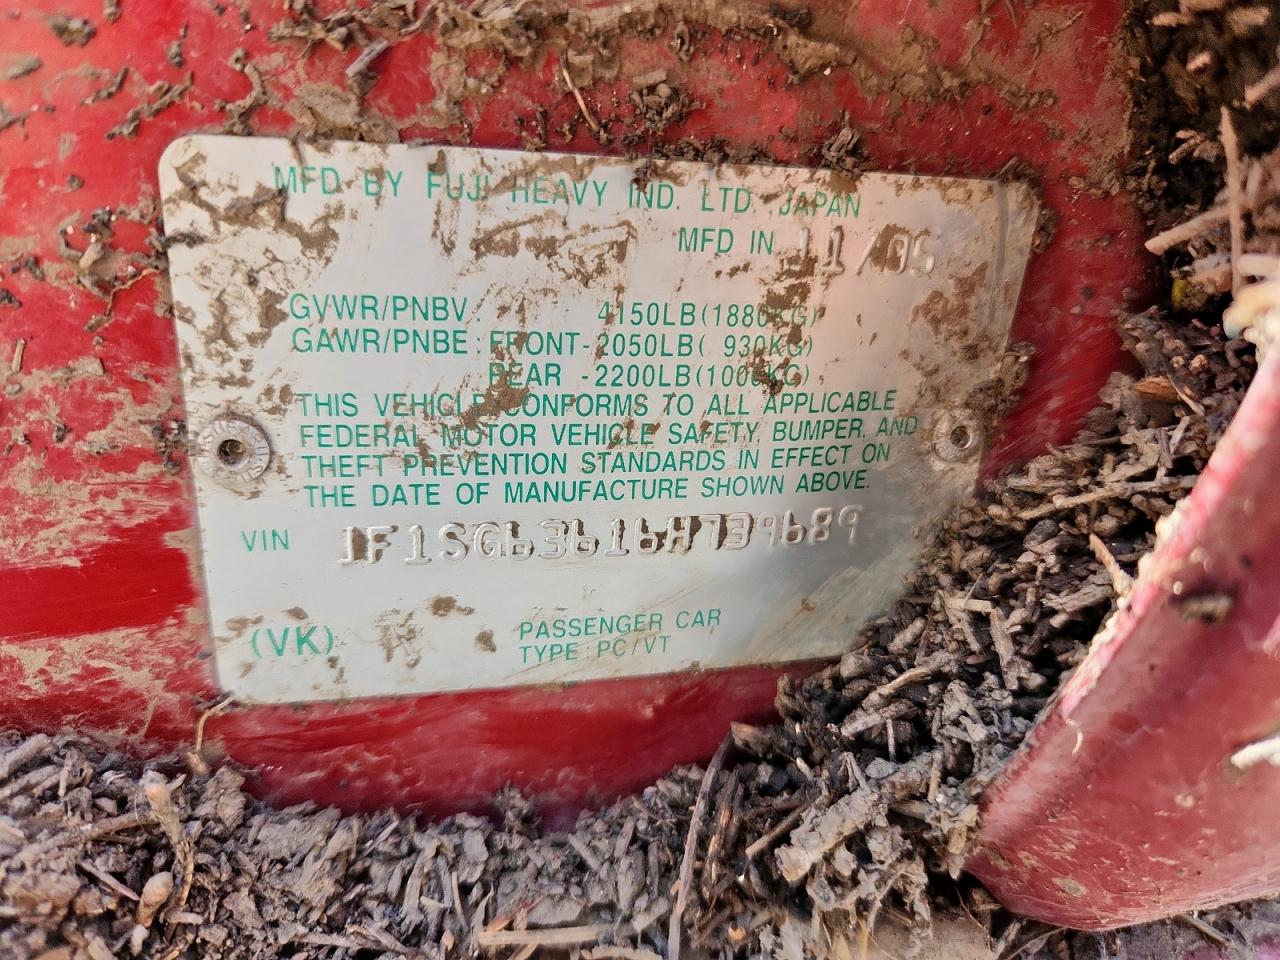 MFD BY FUJI HEAVY IND. LTD. JAPAN
MFD IN 11/05
GVWR/PNBV : 4150LB(1880KG)
GAWR/PNBE : FRONT-2050LB( 930KG)
REAR -2200LB(1000KG)
THIS VEHICLE CONFORMS TO ALL APPLICABLE
FEDERAL MOTOR VEHICLE SAFETY, BUMPER, AND
THEFT PREVENTION STANDARDS IN EFFECT ON
THE DATE OF MANUFACTURE SHOWN ABOVE.
VIN JF1SG63616H739689
(VK)
PASSENGER CAR
TYPE : PC/VT